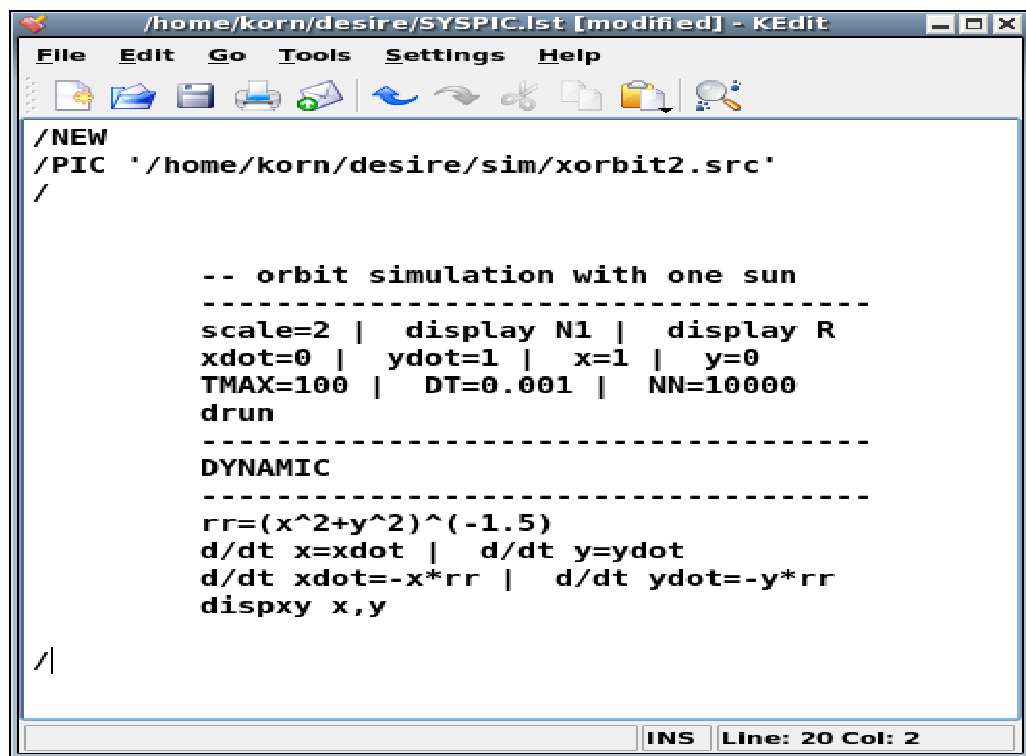 /home/korn/desire/SYSPIC.lst [modified] - KEdit
File Edit Go Tools Settings Help
/NEW
/PIC '/home/korn/desire/sim/xorbit2.src'
/
-- orbit simulation with one sun
------------------------------------
scale=2 | display N1 | display R
xdot=0 | ydot=1 | x=1 | y=0
TMAX=100 | DT=0.001 | NN=10000
drun
------------------------------------
DYNAMIC
------------------------------------
rr=(x^2+y^2)^(-1.5)
d/dt x=xdot | d/dt y=ydot
d/dt xdot=-x*rr | d/dt ydot=-y*rr
dispxy x,y
/
INS Line: 20 Col: 2